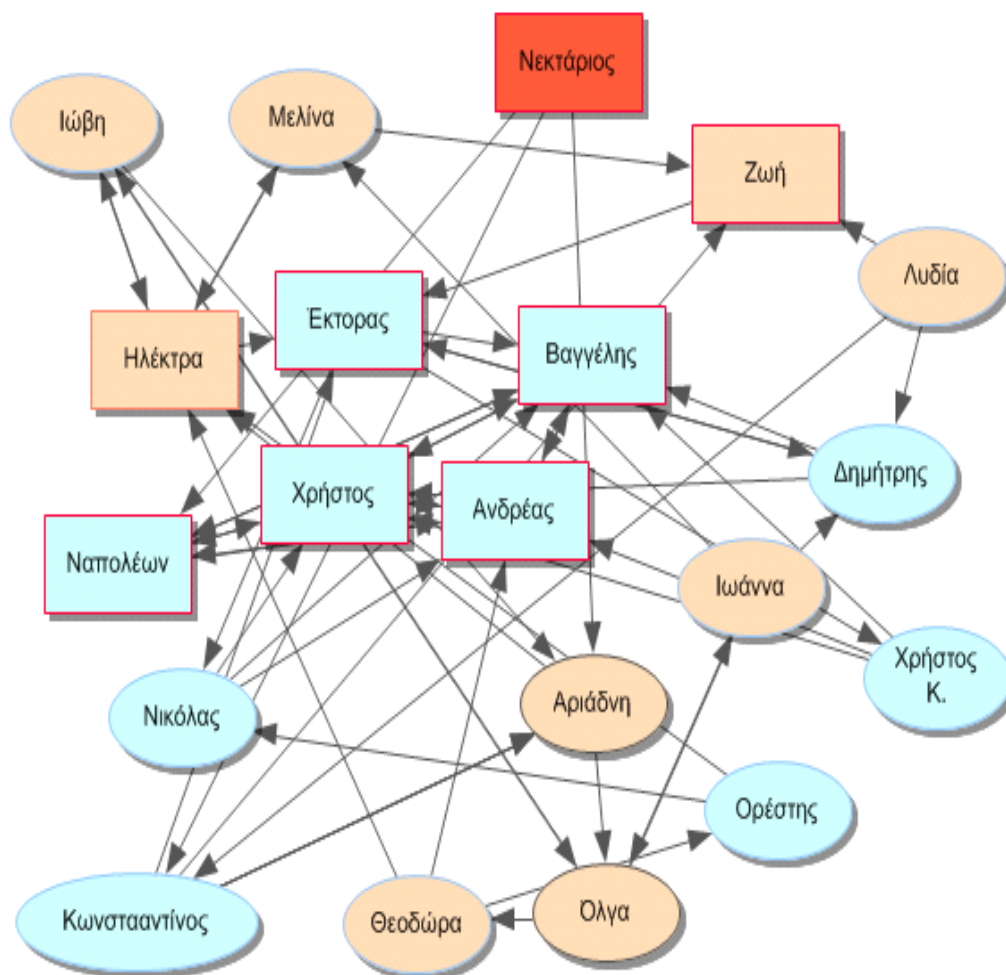 Νεκτάριος
Ιώβη
Μελίνα
Ζωή
Λυδία
Έκτορας
Ηλέκτρα
Βαγγέλης
Χρήστος
Ανδρέας
Δημήτρης
Ναπολέων
Ιωάννα
Χρήστος
Κ.
Νικόλας
Αριάδνη
Ορέστης
Κωνστααντίνος
Θεοδώρα
Όλγα